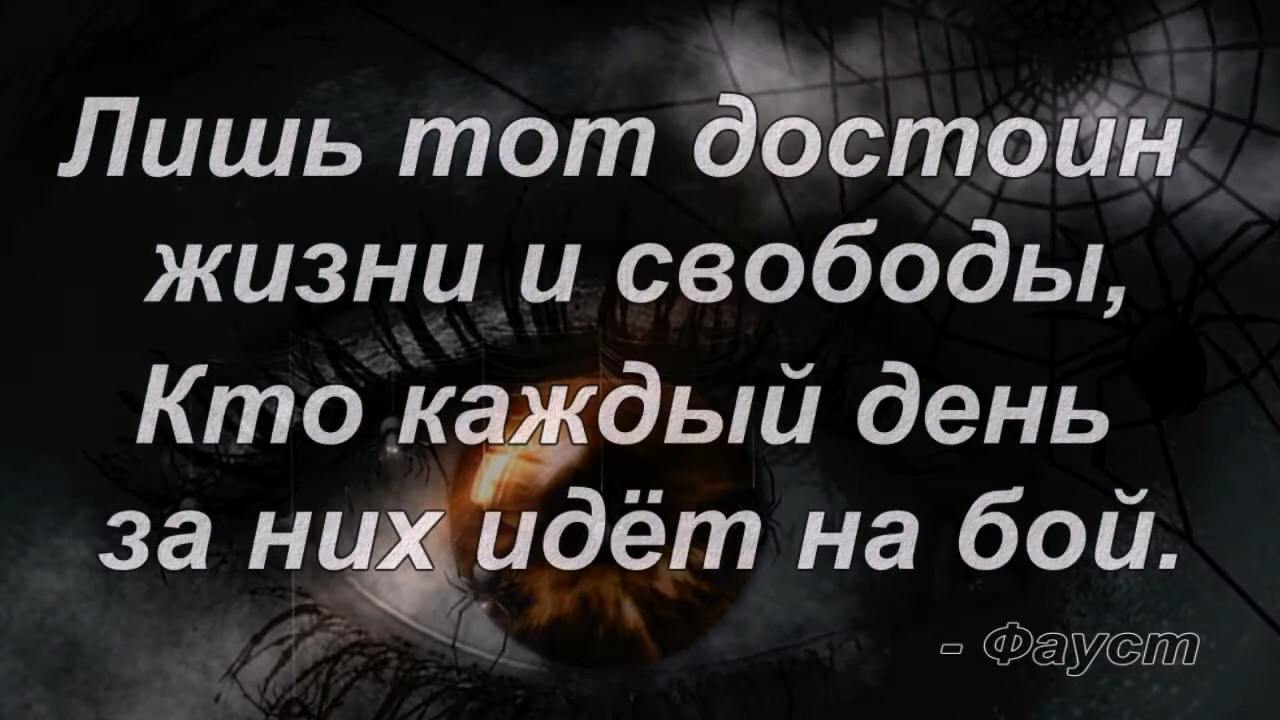 Лишь тот достоин
жизни и свободы,
Кто каждый день
за них идёт на бой.
- Фауст